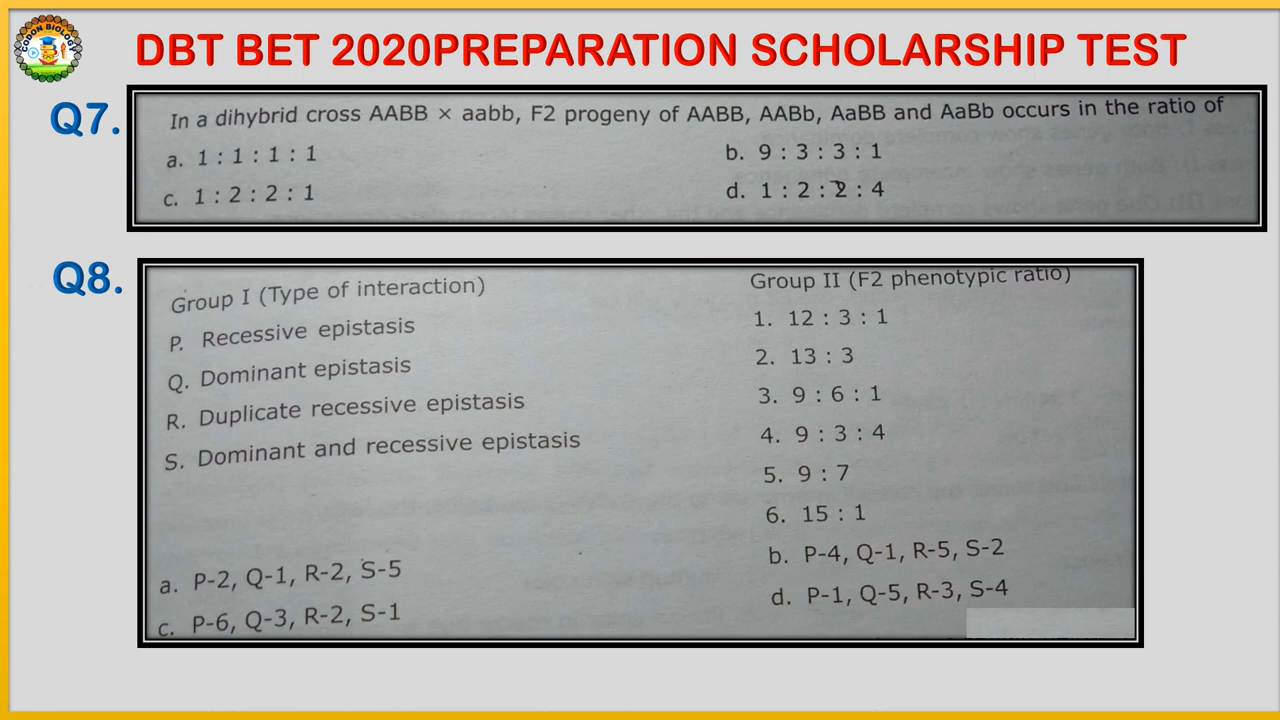 CODON BIOLOGY
DBT BET 2020PREPARATION SCHOLARSHIP TEST
Q7.
In a dihybrid cross AABB × aabb, F2 progeny of AABB, AABb, AaBB and AaBb occurs in the ratio of
a. 1 : 1 : 1 : 1
b. 9 : 3 : 3 : 1
c. 1 : 2 : 2 : 1
d. 1 : 2 : 2 : 4
Q8.
Group I (Type of interaction)
P. Recessive epistasis
Q. Dominant epistasis
R. Duplicate recessive epistasis
S. Dominant and recessive epistasis
Group II (F2 phenotypic ratio)
1. 12 : 3 : 1
2. 13 : 3
3. 9 : 6 : 1
4. 9 : 3 : 4
5. 9 : 7
6. 15 : 1
a. P-2, Q-1, R-2, S-5
b. P-4, Q-1, R-5, S-2
c. P-6, Q-3, R-2, S-1
d. P-1, Q-5, R-3, S-4